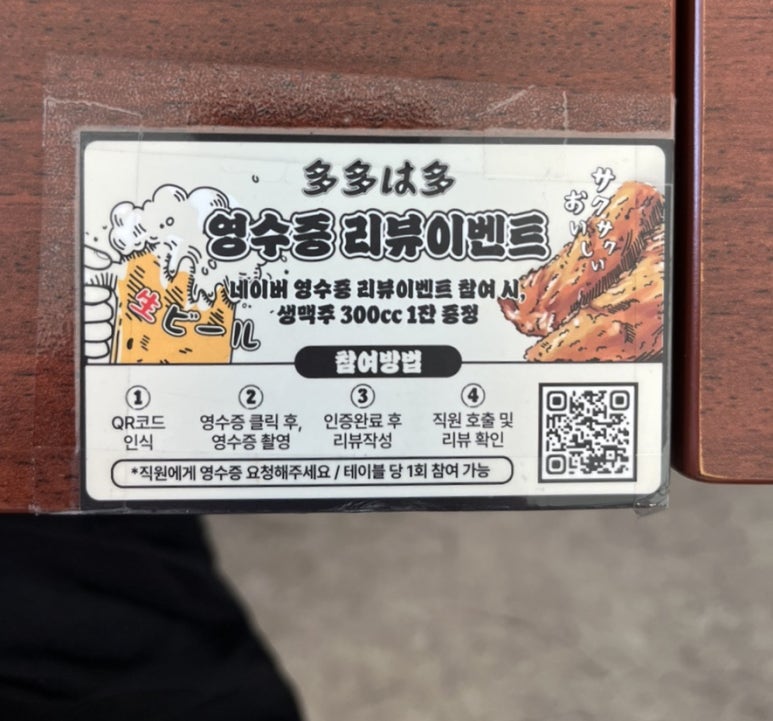 多多は多
영수증 리뷰이벤트
네이버 영수증 리뷰이벤트 참여 시,
생맥주 300cc 1잔 증정
サクサク
おいしい
生ビール
참여방법
①
QR코드
인식
②
영수증 클릭 후,
영수증 촬영
③
인증완료 후
리뷰작성
④
직원 호출 및
리뷰 확인
*직원에게 영수증 요청해주세요 / 테이블 당 1회 참여 가능